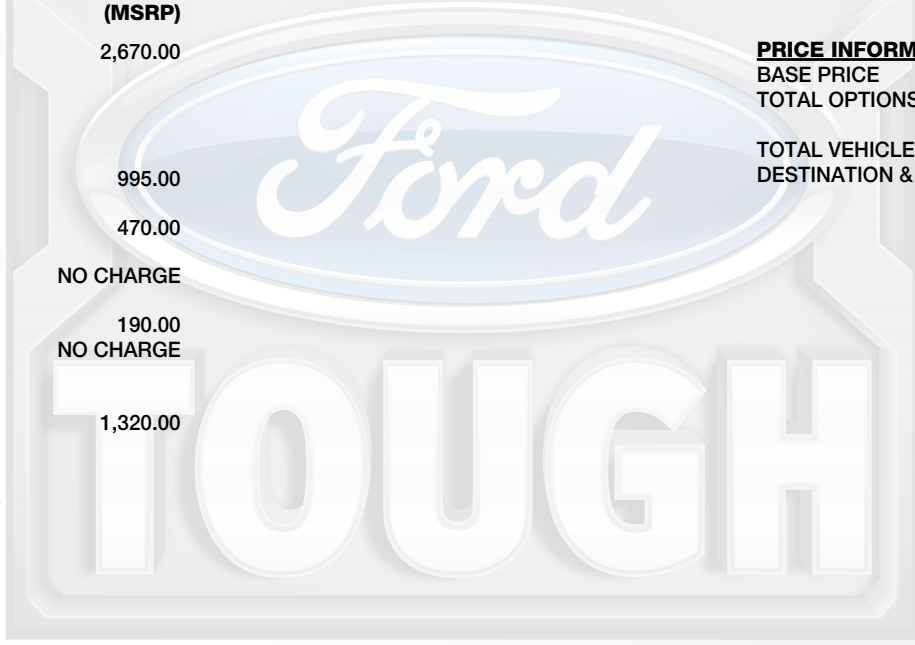 (MSRP)
2,670.00
995.00
470.00
NO CHARGE
190.00
NO CHARGE
1,320.00
PRICE INFORM
BASE PRICE
TOTAL OPTIONS
TOTAL VEHICLE
DESTINATION &
Ford
TOUGH